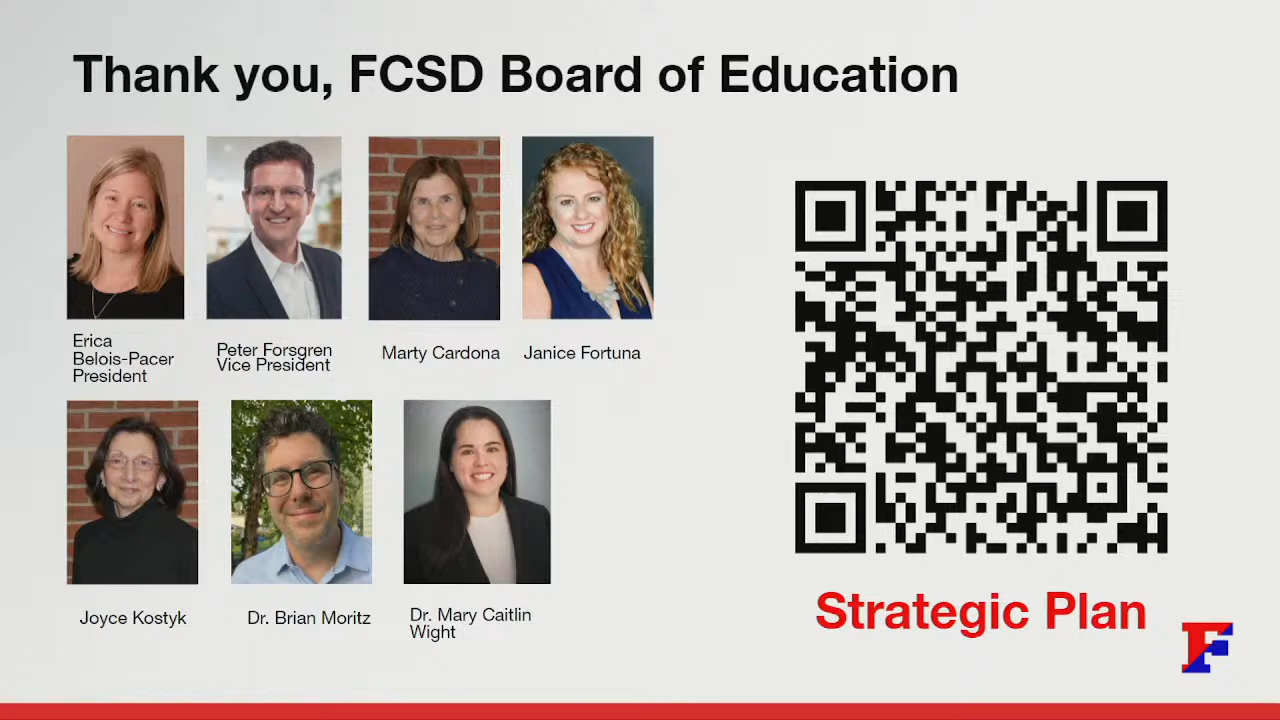 Thank you, FCSD Board of Education
Erica
Belois-Pacer
President
Peter Forsgren
Vice President
Marty Cardona
Janice Fortuna
Joyce Kostyk
Dr. Brian Moritz
Dr. Mary Caitlin
Wight
Strategic Plan
F